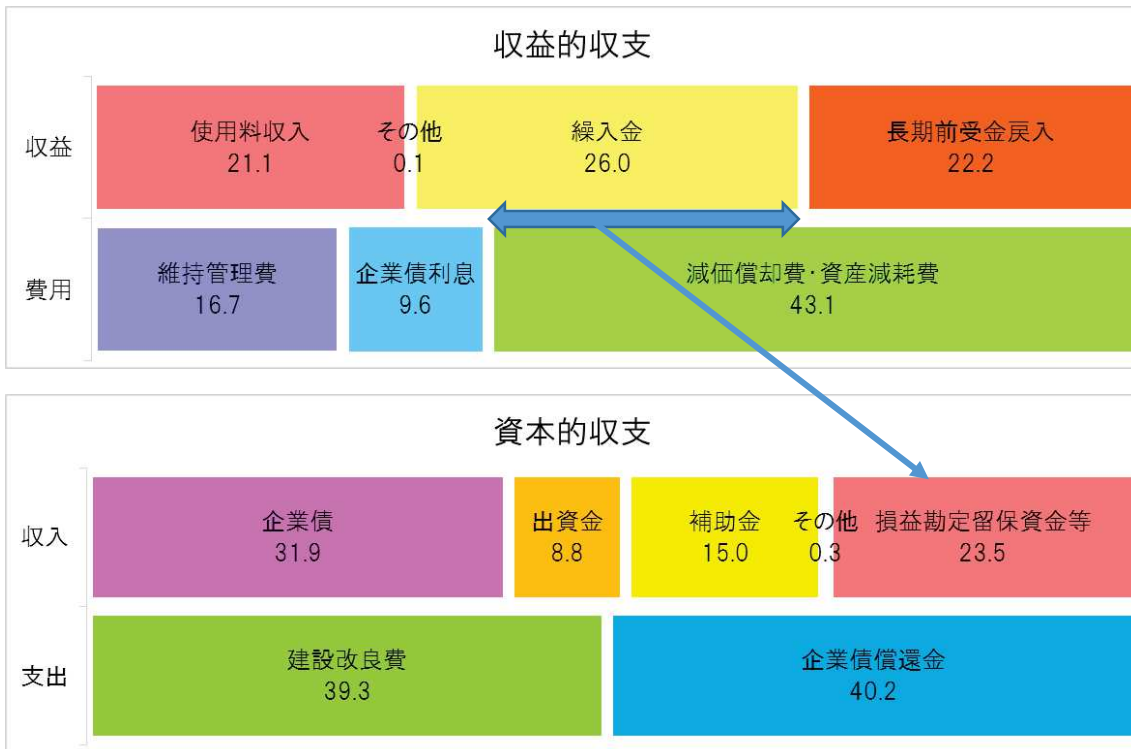 収益的収支
収益
使用料収入
21.1
その他
0.1
繰入金
26.0
長期前受金戻入
22.2
費用
維持管理費
16.7
企業債利息
9.6
減価償却費・資産減耗費
43.1
資本的収支
収入
企業債
31.9
出資金
8.8
補助金
15.0
その他
0.3
損益勘定留保資金等
23.5
支出
建設改良費
39.3
企業債償還金
40.2